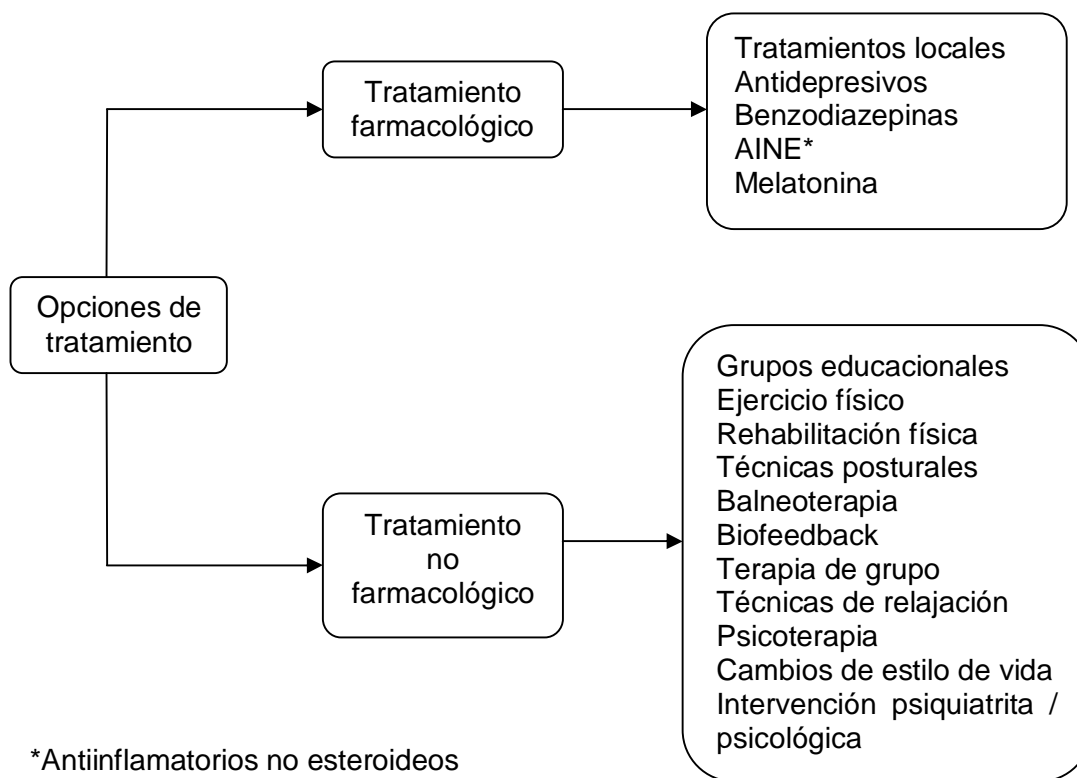 Opciones de
tratamiento
Tratamiento
farmacológico
Tratamientos locales
Antidepresivos
Benzodiazepinas
AINE*
Melatonina
Tratamiento
no
farmacológico
Grupos educacionales
Ejercicio físico
Rehabilitación física
Técnicas posturales
Balneoterapia
Biofeedback
Terapia de grupo
Técnicas de relajación
Psicoterapia
Cambios de estilo de vida
Intervención psiquiatrita /
psicológica
*Antiinflamatorios no esteroideos